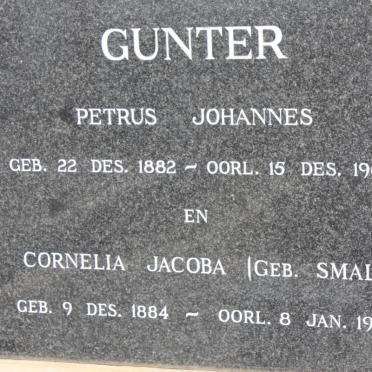 GUNTER
PETRUS JOHANNES
GEB. 22 DES. 1882 ~ OORL. 15 DES.
EN
CORNELIA JACOBA (GEB.
GEB. 9 DES. 1884 ~ OORL. 8 JAN.